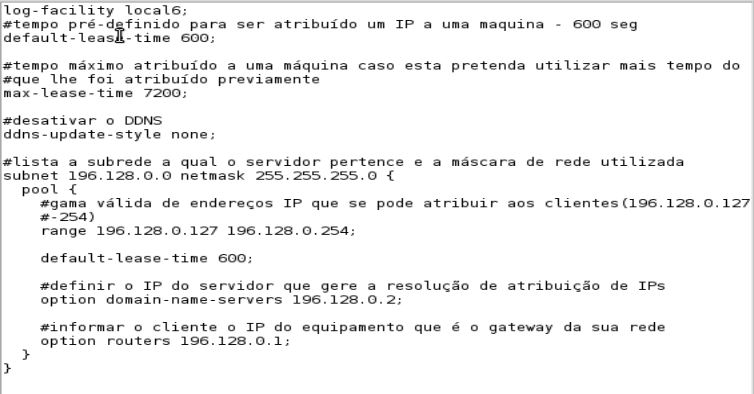 log-facility local6;
#tempo pré-definido para ser atribuído um IP a uma maquina - 600 seg
default-lease-time 600;
#tempo máximo atribuído a uma máquina caso esta pretenda utilizar mais tempo do
#que lhe foi atribuído previamente
max-lease-time 7200;
#desativar o DDNS
ddns-update-style none;
#lista a subrede a qual o servidor pertence e a máscara de rede utilizada
subnet 196.128.0.0 netmask 255.255.255.0 {
  pool {
    #gama válida de endereços IP que se pode atribuir aos clientes(196.128.0.127
    #-254)
    range 196.128.0.127 196.128.0.254;
    default-lease-time 600;
    #definir o IP do servidor que gere a resolução de atribuição de IPs
    option domain-name-servers 196.128.0.2;
    #informar o cliente o IP do equipamento que é o gateway da sua rede
    option routers 196.128.0.1;
  }
}